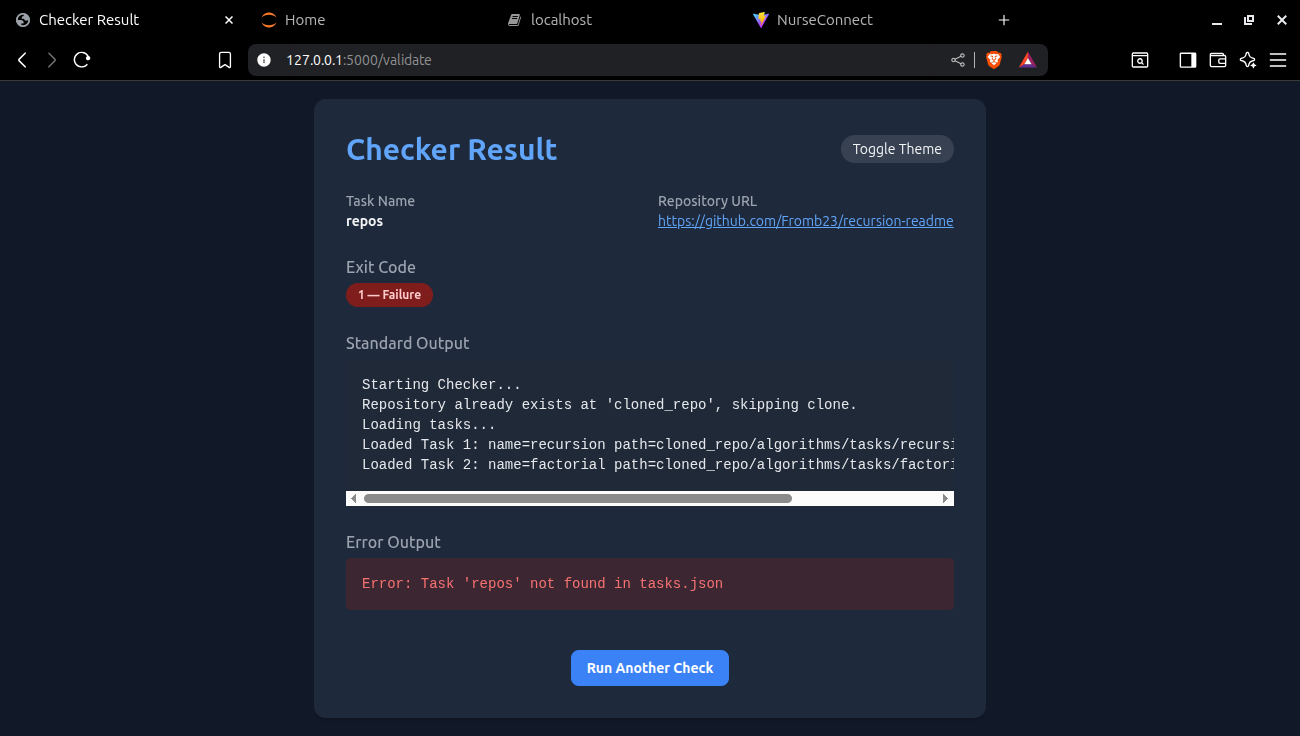 Checker Result
Home
localhost
NurseConnect
127.0.0.1:5000/validate
Checker Result
Toggle Theme
Task Name
repos
Repository URL
https://github.com/Fromb23/recursion-readme
Exit Code
1 — Failure
Standard Output
Starting Checker...
Repository already exists at 'cloned_repo', skipping clone.
Loading tasks...
Loaded Task 1: name=recursion path=cloned_repo/algorithms/tasks/recursi
Loaded Task 2: name=factorial path=cloned_repo/algorithms/tasks/factori
Error Output
Error: Task 'repos' not found in tasks.json
Run Another Check